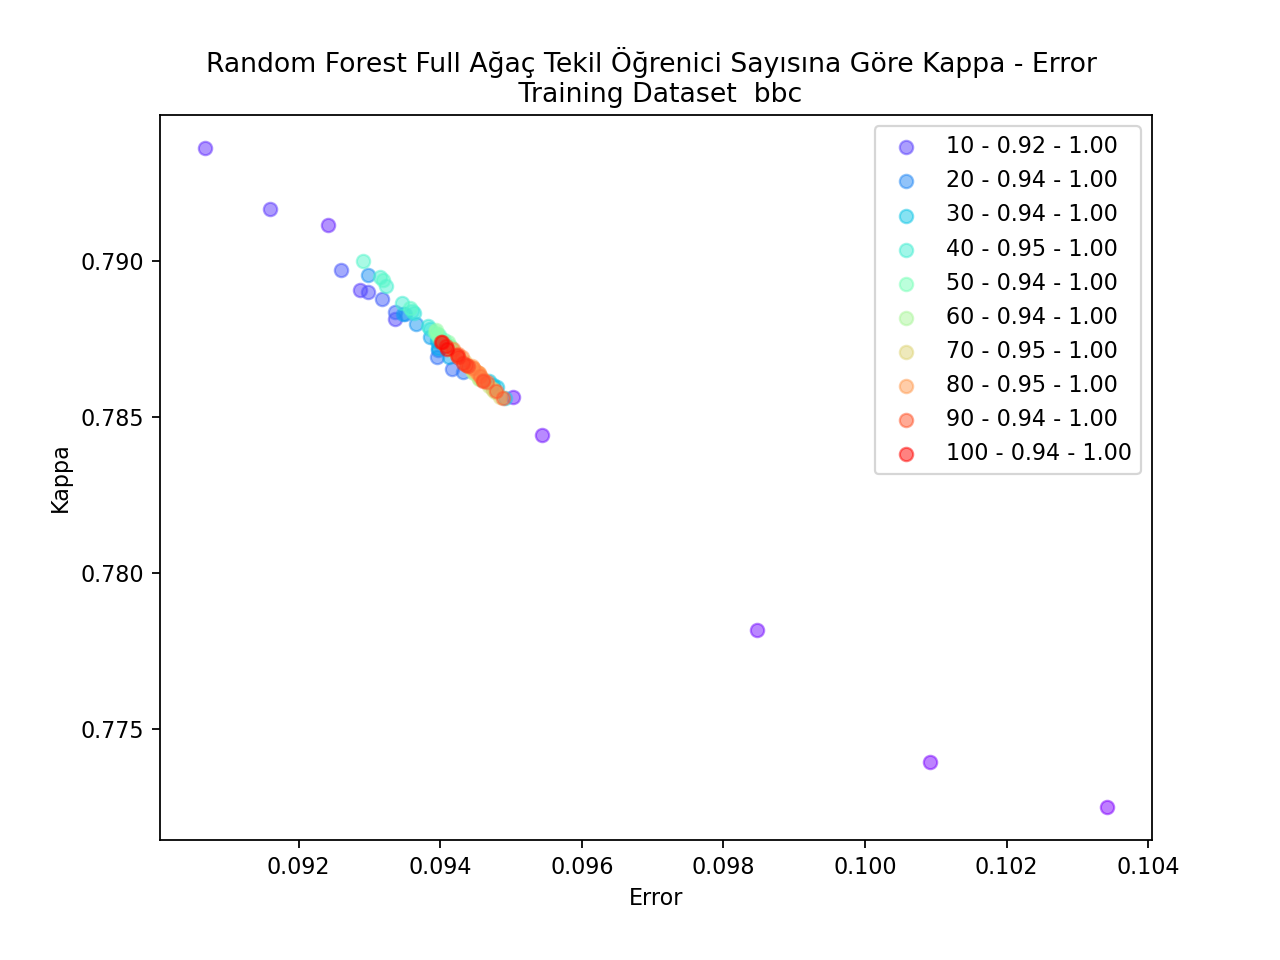 Random Forest Full Ağaç Tekil Öğrenici Sayısına Göre Kappa - Error
Training Dataset  bbc
10 - 0.92 - 1.00
20 - 0.94 - 1.00
30 - 0.94 - 1.00
40 - 0.95 - 1.00
50 - 0.94 - 1.00
60 - 0.94 - 1.00
70 - 0.95 - 1.00
80 - 0.95 - 1.00
90 - 0.94 - 1.00
100 - 0.94 - 1.00
Kappa
0.790
0.785
0.780
0.775
0.092
0.094
0.096
0.098
0.100
0.102
0.104
Error